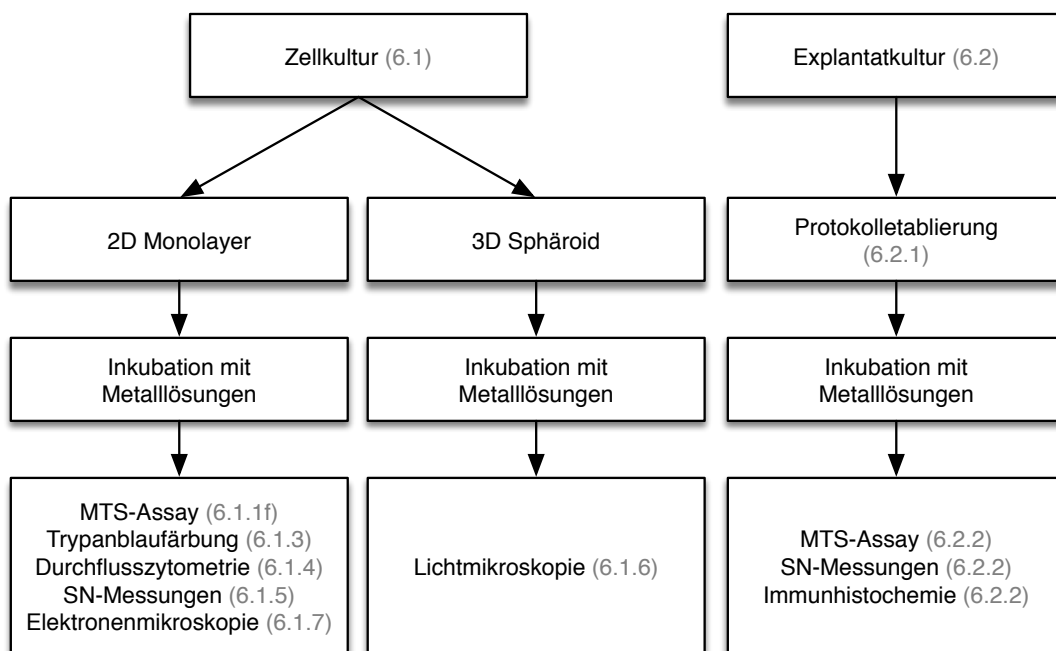 Zellkultur (6.1)
Explantatkultur (6.2)
2D Monolayer
3D Sphäroid
Protokolletablierung
(6.2.1)
Inkubation mit
Metalllösungen
Inkubation mit
Metalllösungen
Inkubation mit
Metalllösungen
MTS-Assay (6.1.1f)
Trypanblaufärbung (6.1.3)
Durchflusszytometrie (6.1.4)
SN-Messungen (6.1.5)
Elektronenmikroskopie (6.1.7)
Lichtmikroskopie (6.1.6)
MTS-Assay (6.2.2)
SN-Messungen (6.2.2)
Immunhistochemie (6.2.2)